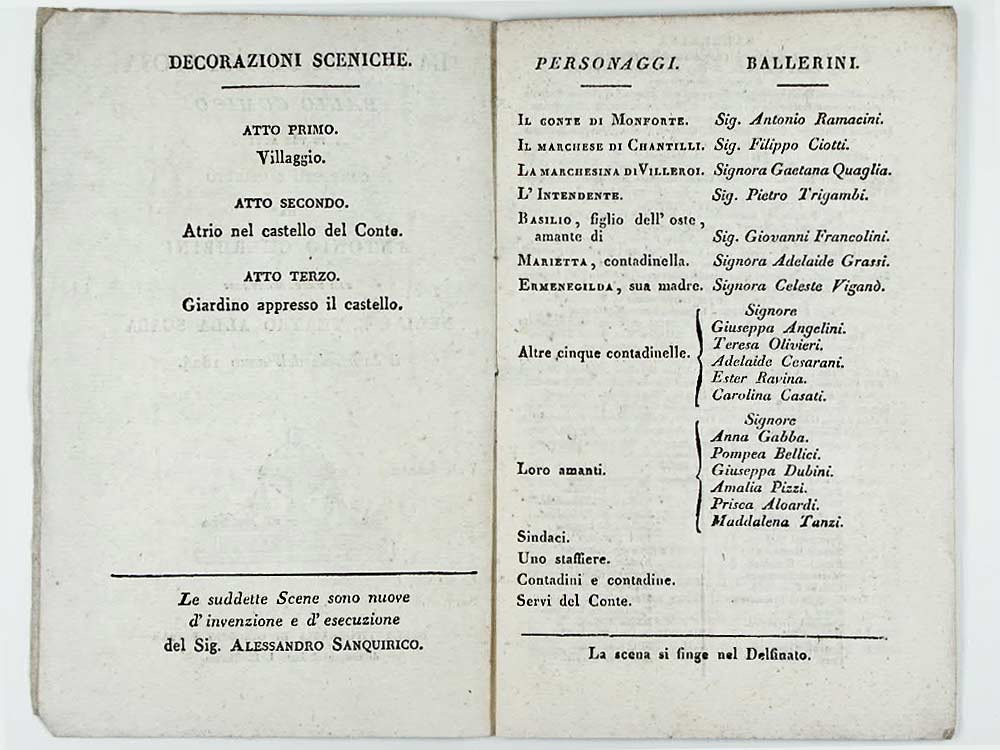 DECORAZIONI SCENICHE.
ATTO PRIMO.
Villaggio.
ATTO SECONDO.
Atrio nel castello del Conte.
ATTO TERZO.
Giardino appresso il castello.
Le suddette Scene sono nuove
d' invenzione e d' esecuzione
del Sig. ALESSANDRO SANQUIRICO.
PERSONAGGI. BALLERINI.
IL CONTE DI MONFORTE. Sig. Antonio Ramacini.
IL MARCHESE DI CHANTILLI. Sig. Filippo Ciotti.
LA MARCHESINA DI VILLEROI. Signora Gaetana Quaglia.
L' INTENDENTE. Sig. Pietro Trigambi.
BASILIO, figlio dell' oste,
amante di Sig. Giovanni Francolini.
MARIETTA, contadinella. Signora Adelaide Grassi.
ERMENEGILDA, sua madre. Signora Celeste Viganò.
Altre cinque contadinelle.
Signore
Giuseppa Angelini.
Teresa Olivieri.
Adelaide Cesarani.
Ester Ravina.
Carolina Casati.
Loro amanti.
Signore
Anna Gabba.
Pompea Bellici.
Giuseppa Dubini.
Amalia Pizzi.
Prisca Aloardi.
Maddalena Tanzi.
Sindaci.
Uno staffiere.
Contadini e contadine.
Servi del Conte.
La scena si finge nel Delfinato.